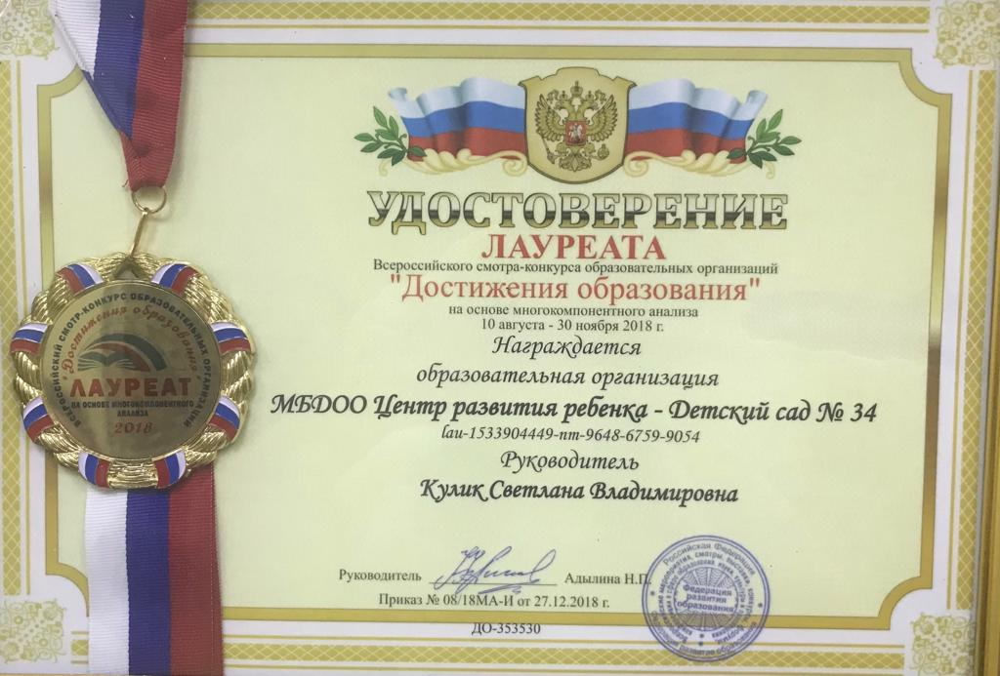 УДОСТОВЕРЕНИЕ
ЛАУРЕАТА
Всероссийского смотра-конкурса образовательных организаций
"Достижения образования"
на основе многокомпонентного анализа
10 августа - 30 ноября 2018 г.
Награждается
образовательная организация
МБДОО Центр развития ребенка - Детский сад № 34
lau-1533904449-nm-9648-6759-9054
Руководитель
Кулик Светлана Владимировна
Руководитель Адылина Н.П.
Приказ № 08/18МА-И от 27.12.2018 г.
ДО-353530
ВСЕРОССИЙСКИЙ СМОТР-КОНКУРС ОБРАЗОВАТЕЛЬНЫХ ОРГАНИЗАЦИЙ
"Достижения образования"
ЛАУРЕАТ
НА ОСНОВЕ МНОГОКОМПОНЕНТНОГО
АНАЛИЗА
2018
Российская Федерация
Федерация
развития
образования